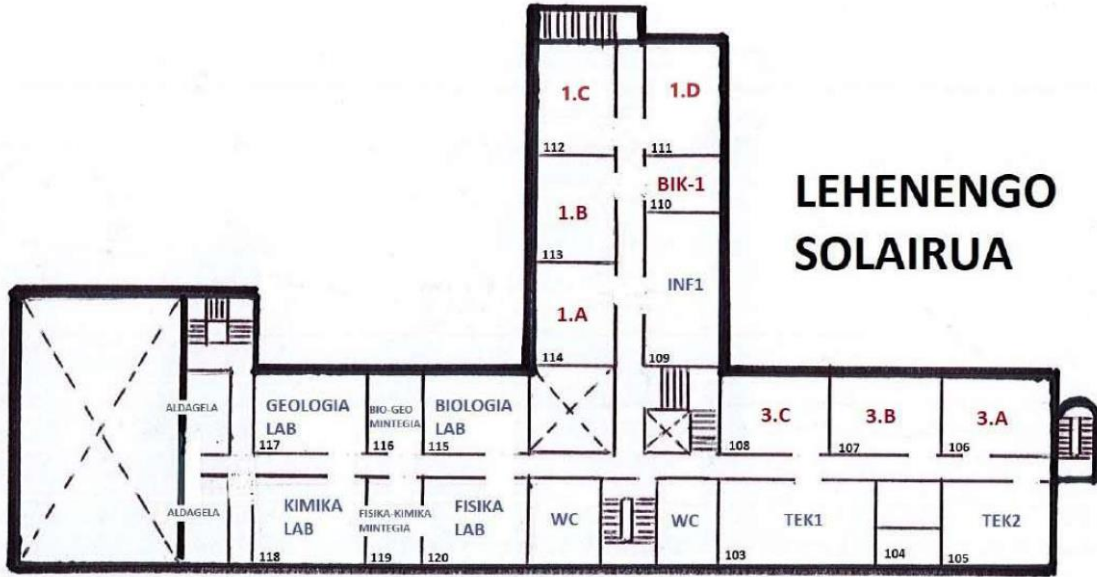 1.C
1.D
112
111
BIK-1
110
1.B
113
LEHENENGO
SOLAIRUA
INF1
1.A
114
109
ALDAGELA
GEOLOGIA
LAB
117
BIO-GEO
MINTEGIA
116
BIOLOGIA
LAB
115
3.C
108
3.B
107
3.A
106
ALDAGELA
KIMIKA
LAB
118
FISIKA-KIMIKA
MINTEGIA
119
FISIKA
LAB
120
WC
WC
TEK1
103
104
TEK2
105